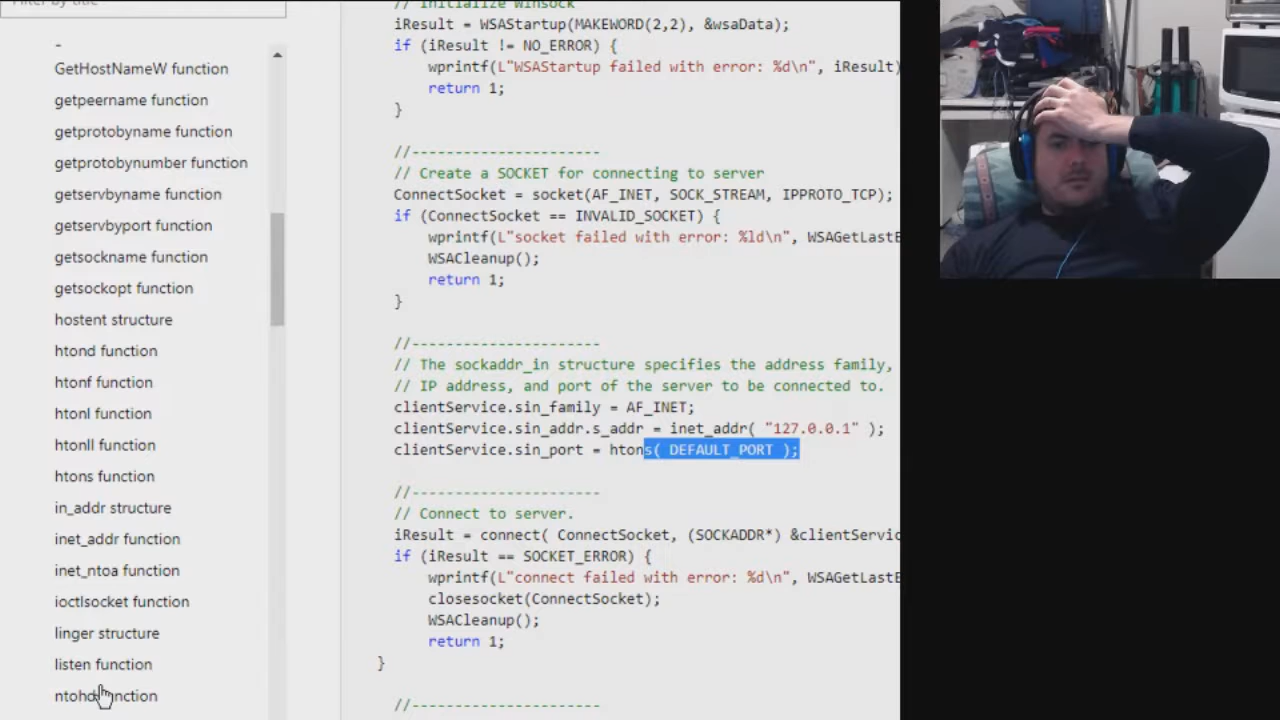 Filter by title
GetHostNameW function
getpeername function
getprotobyname function
getprotobynumber function
getservbyname function
getservbyport function
getsockname function
getsockopt function
hostent structure
htond function
htonf function
htonl function
htonll function
htons function
in_addr structure
inet_addr function
inet_ntoa function
ioctlsocket function
linger structure
listen function
ntohd function
// Initialize Winsock
iResult = WSAStartup(MAKEWORD(2,2), &wsaData);
if (iResult != NO_ERROR) {
wprintf(L"WSAStartup failed with error: %d\n", iResult)
return 1;
}
//----------------------
// Create a SOCKET for connecting to server
ConnectSocket = socket(AF_INET, SOCK_STREAM, IPPROTO_TCP);
if (ConnectSocket == INVALID_SOCKET) {
wprintf(L"socket failed with error: %ld\n", WSAGetLastE
WSACleanup();
return 1;
}
//----------------------
// The sockaddr_in structure specifies the address family,
// IP address, and port of the server to be connected to.
clientService.sin_family = AF_INET;
clientService.sin_addr.s_addr = inet_addr( "127.0.0.1" );
clientService.sin_port = htons( DEFAULT_PORT );
//----------------------
// Connect to server.
iResult = connect( ConnectSocket, (SOCKADDR*) &clientServic
if (iResult == SOCKET_ERROR) {
wprintf(L"connect failed with error: %d\n", WSAGetLastE
closesocket(ConnectSocket);
WSACleanup();
return 1;
}
//----------------------